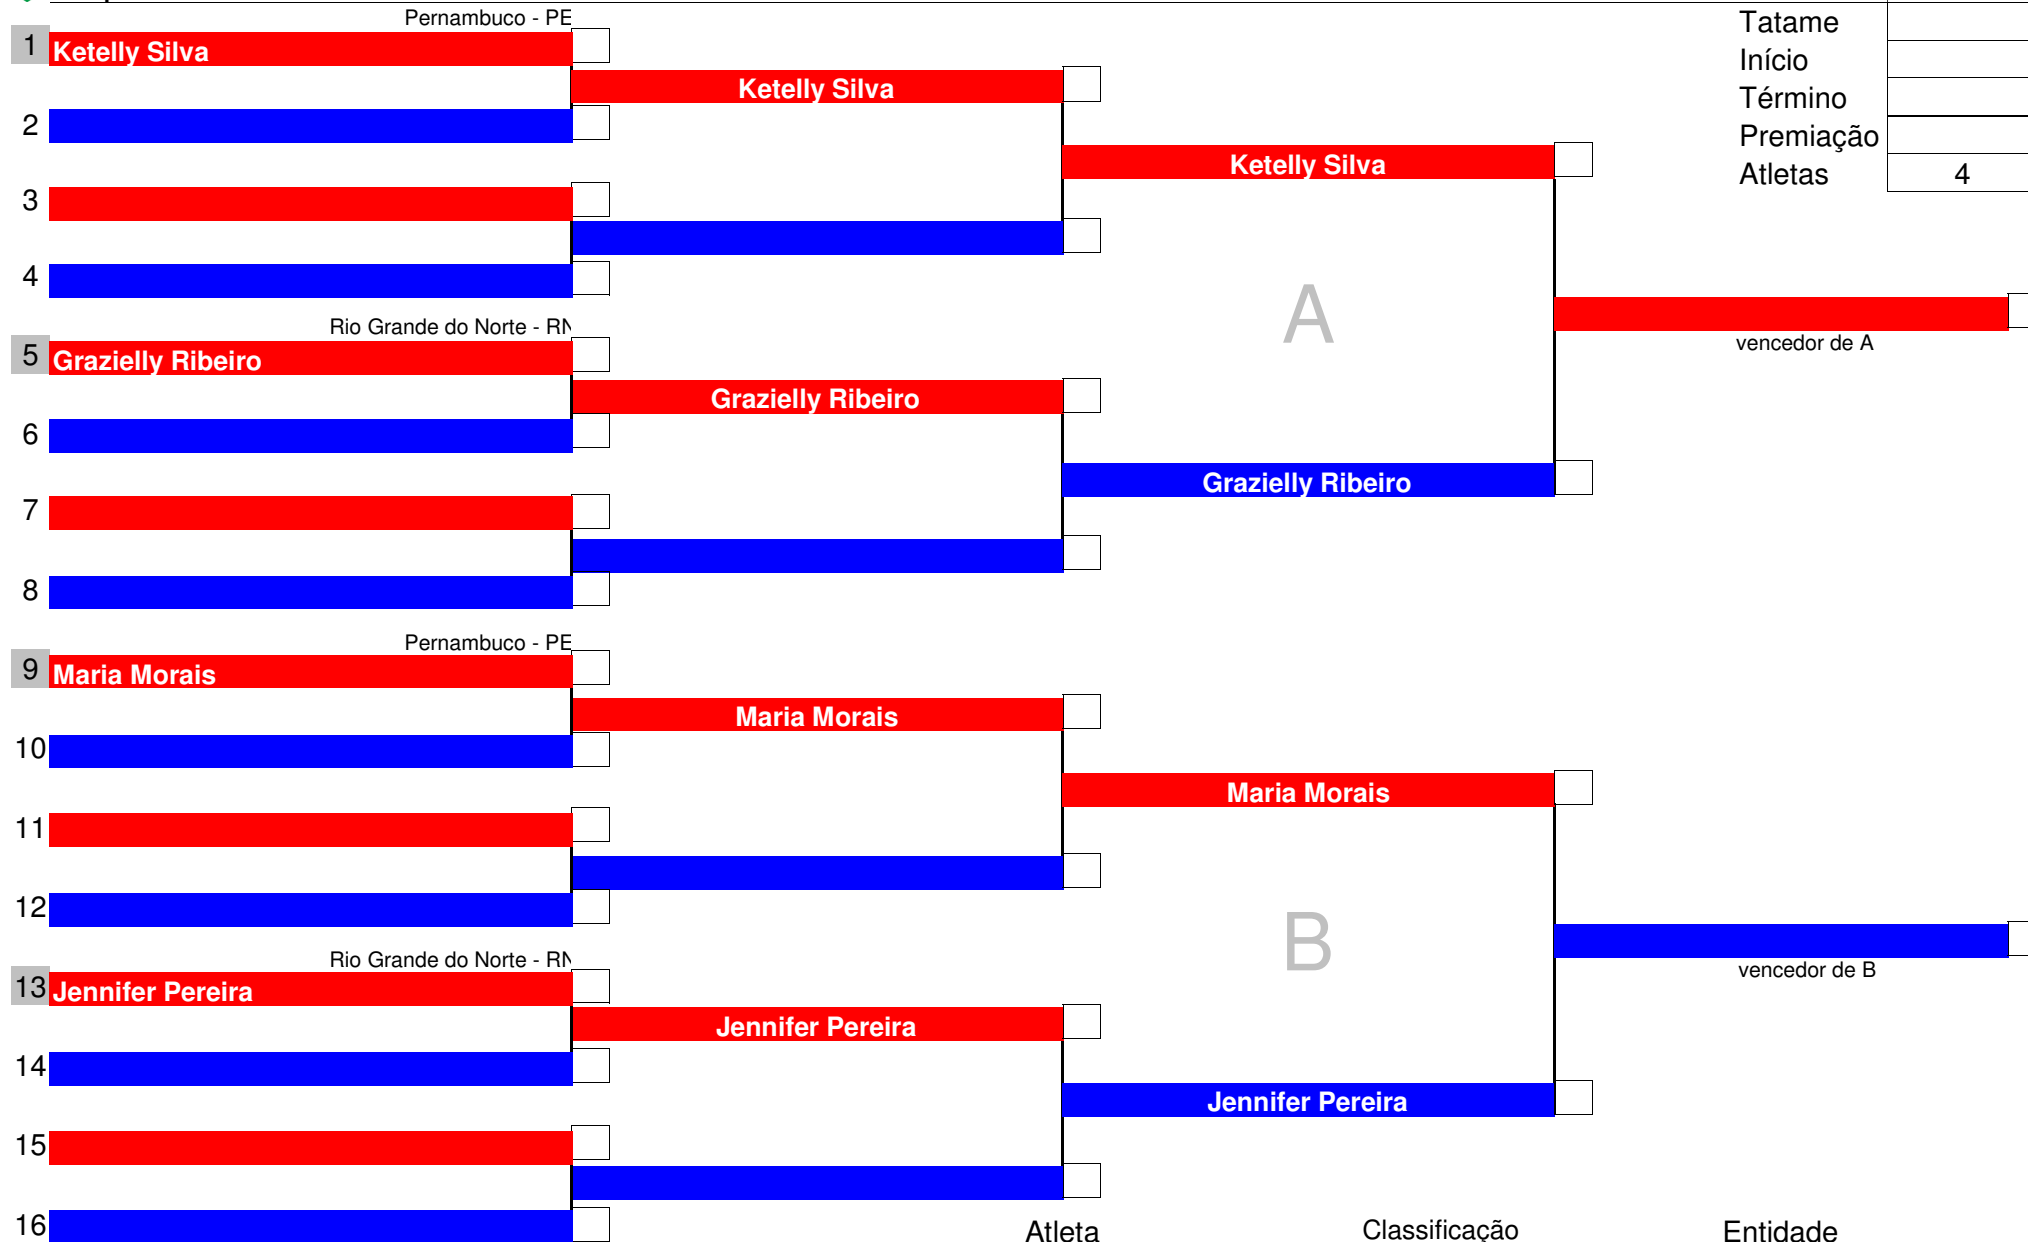 Pernambuco - PE
1 Ketelly Silva
Ketelly Silva
2
Ketelly Silva
3
4
Rio Grande do Norte - RN
5 Grazielly Ribeiro
Grazielly Ribeiro
6
Grazielly Ribeiro
7
8
A
vencedor de A
Tatame
Início
Término
Premiação
Atletas 4
Pernambuco - PE
9 Maria Morais
Maria Morais
10
Maria Morais
11
12
Rio Grande do Norte - RN
13 Jennifer Pereira
Jennifer Pereira
14
Jennifer Pereira
15
16
B
vencedor de B
Atleta Classificação Entidade